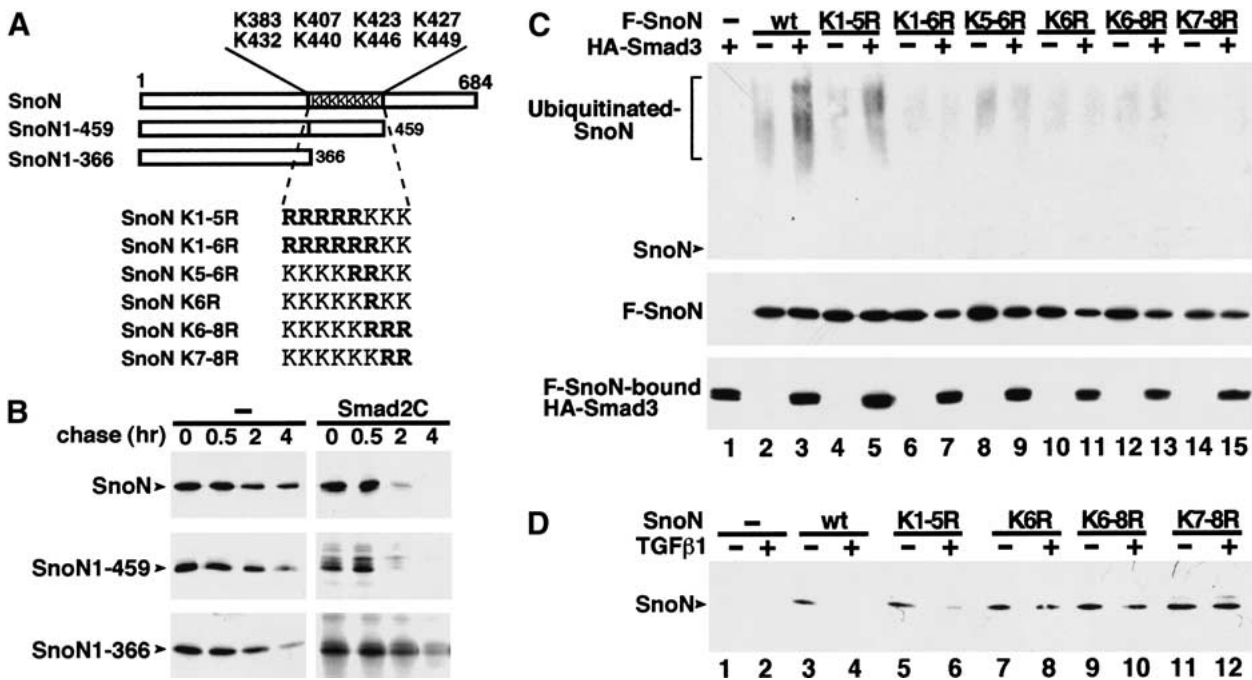 A
K383 K407 K423 K427
K432 K440 K446 K449
1
684
SnoN
KKKKKKKK
SnoN1-459
459
SnoN1-366
366
SnoN K1-5R RRRRRKKK
SnoN K1-6R RRRRRRKK
SnoN K5-6R KKKKRRKK
SnoN K6R KKKKKRKK
SnoN K6-8R KKKKKRRR
SnoN K7-8R KKKKKKRR
B
– Smad2C
chase (hr) 0 0.5 2 4 0 0.5 2 4
SnoN
SnoN1-459
SnoN1-366
C
F-SnoN – wt K1-5R K1-6R K5-6R K6R K6-8R K7-8R
HA-Smad3 + – + – + – + – + – + – + – +
Ubiquitinated-
SnoN
SnoN
F-SnoN
F-SnoN-bound
HA-Smad3
1 2 3 4 5 6 7 8 9 10 11 12 13 14 15
D
SnoN – wt K1-5R K6R K6-8R K7-8R
TGFβ1 – + – + – + – + – + – +
SnoN
1 2 3 4 5 6 7 8 9 10 11 12